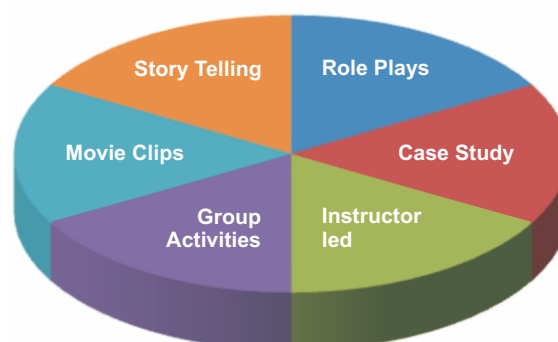 Story Telling
Role Plays
Movie Clips
Case Study
Group
Activities
Instructor
led